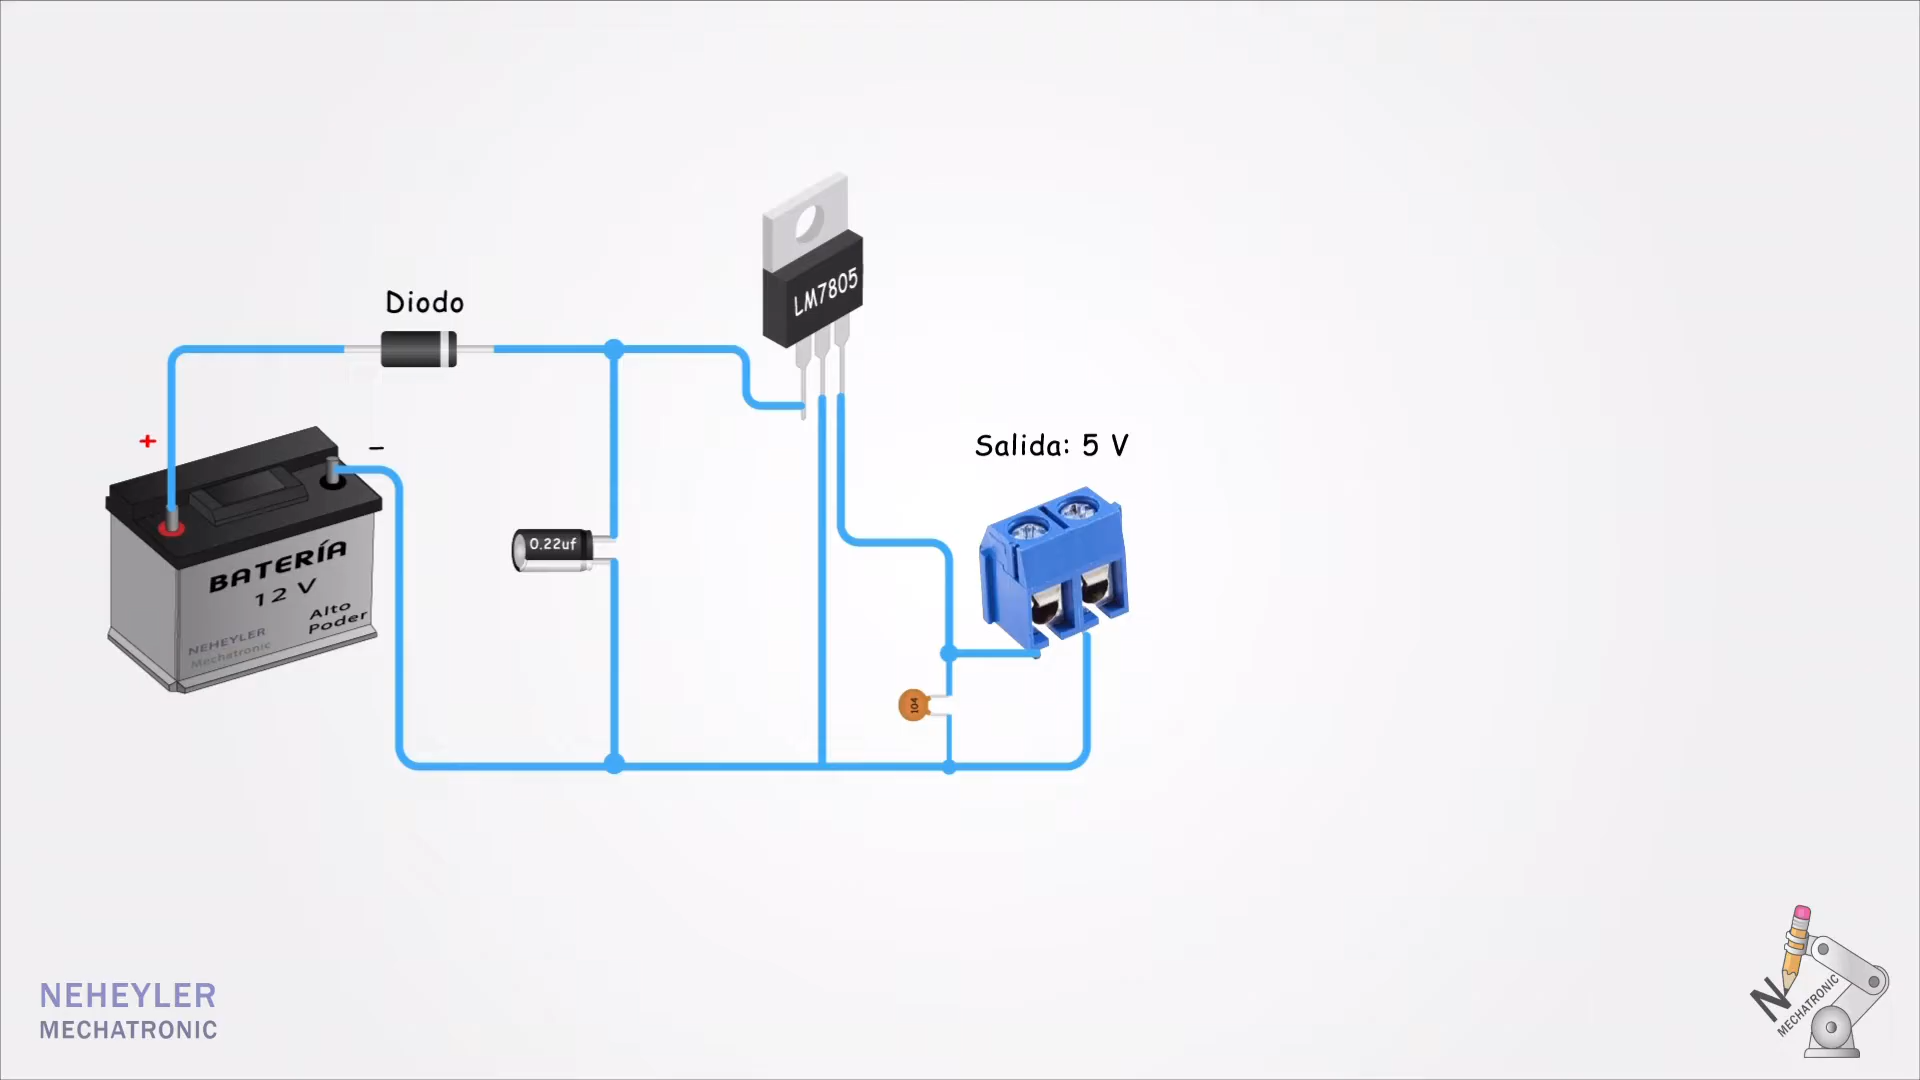 LM7805
Diodo
+
–
Salida: 5 V
0.22uf
BATERÍA
12 V
Alto
Poder
NEHEYLER
Mechatronic
104
NEHEYLER
MECHATRONIC
N
MECHATRONIC